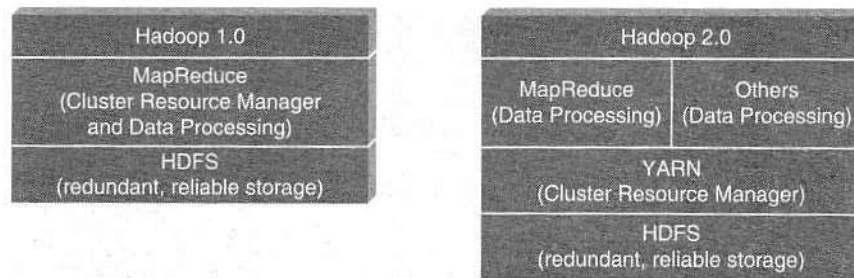 Hadoop 1.0
MapReduce
(Cluster Resource Manager
and Data Processing)
HDFS
(redundant, reliable storage)
Hadoop 2.0
MapReduce
(Data Processing)
Others
(Data Processing)
YARN
(Cluster Resource Manager)
HDFS
(redundant, reliable storage)